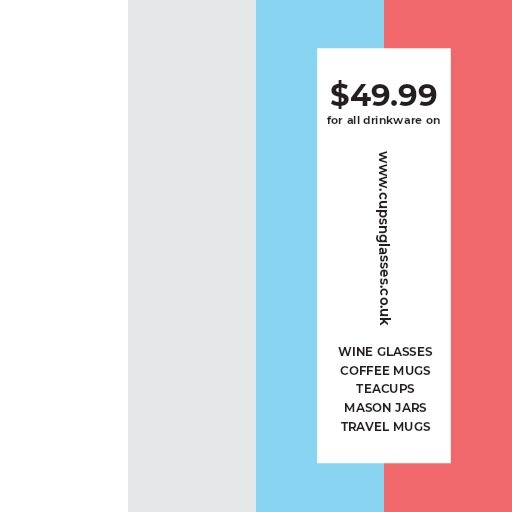 $49.99
for all drinkware on
www.cupsnglasses.co.uk
WINE GLASSES
COFFEE MUGS
TEACUPS
MASON JARS
TRAVEL MUGS